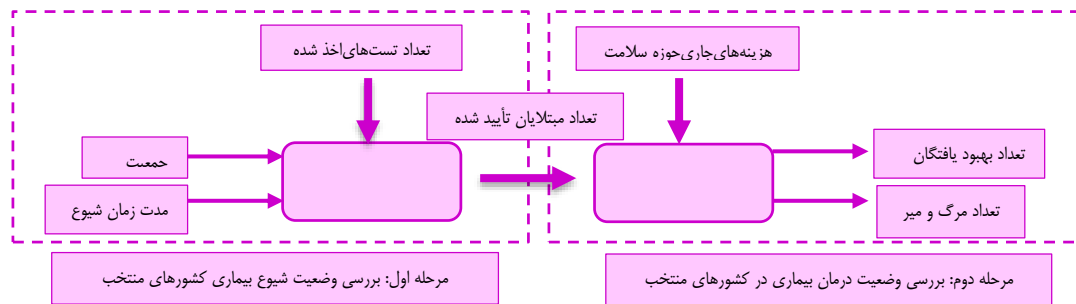 تعداد تست‌های‌اخذ شده
هزینه‌های‌جاری‌حوزه سلامت
تعداد مبتلایان تأیید شده
جمعیت
مدت زمان شیوع
تعداد بهبود یافتگان
تعداد مرگ و میر
مرحله اول: بررسی وضعیت شیوع بیماری کشورهای منتخب
مرحله دوم: بررسی وضعیت درمان بیماری در کشورهای منتخب